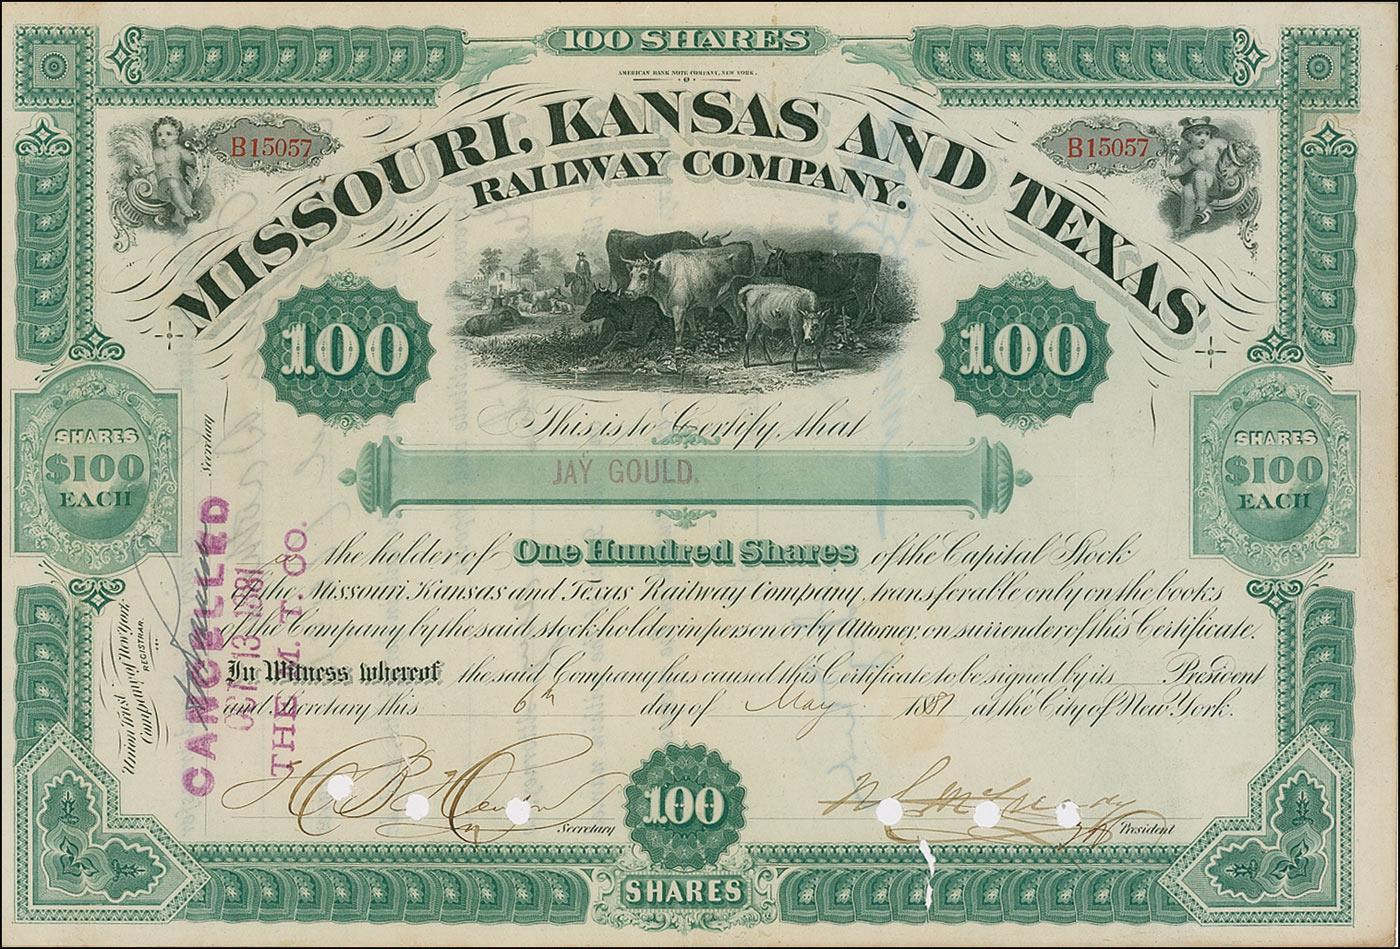 100 SHARES
AMERICAN BANK NOTE COMPANY, NEW YORK.
B15057
B15057
MISSOURI, KANSAS AND TEXAS
RAILWAY COMPANY.
100
100
This is to Certify, that
JAY GOULD.
SHARES
$100
EACH
SHARES
$100
EACH
the holder of One Hundred Shares of the Capital Stock
of the Missouri Kansas and Texas Railway Company, transferable only on the books
of the Company by the said stockholder in person or by Attorney on surrender of this Certificate.
In Witness whereof the said Company has caused this Certificate to be signed by its President
and Secretary this 6th day of May 1881 at the City of New York.
Secretary
President
100
SHARES
Secretary
Union Trust
Company of New York
REGISTRAR.
CANCELLED
OCT 13 1881
THE M. T. CO.